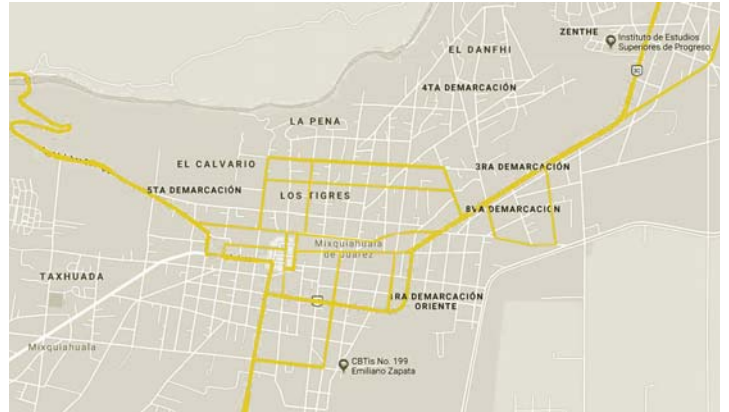 ZENTHE
Instituto de Estudios
Superiores de Progreso...
EL DANFHI
4TA DEMARCACIÓN
LA PENA
EL CALVARIO
3RA DEMARCACIÓN
5TA DEMARCACIÓN
LOS TIGRES
8VA DEMARCACIÓN
Mixquiahuala
de Juárez
TAXHUADA
1RA DEMARCACIÓN
ORIENTE
Mixquiahuala
CBTis No. 199
Emiliano Zapata